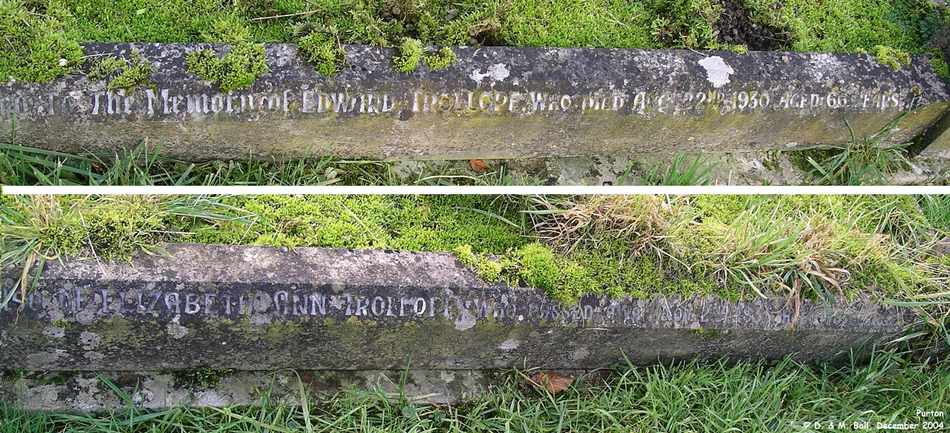 To The Memory of EDWARD TROLLOPE, WHO DIED AUG. 22ND 1930, AGED 66 YEARS,
ALSO OF ELIZABETH ANN TROLLOPE, WHO PASSED
Purton
© D. & M. Ball, December 2004